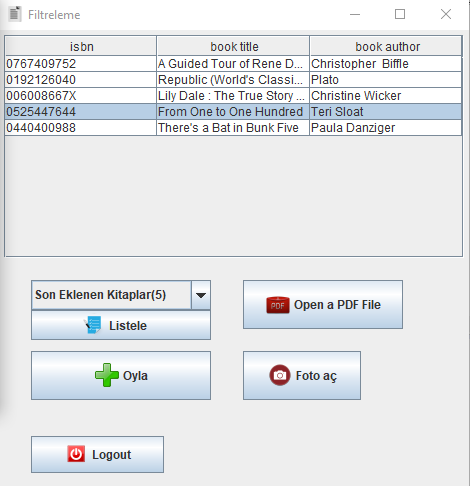 Filtreleme
isbn book title book author
0767409752 A Guided Tour of Rene D... Christopher Biffle
0192126040 Republic (World's Classi... Plato
006008667X Lily Dale : The True Story ... Christine Wicker
0525447644 From One to One Hundred Teri Sloat
0440400988 There's a Bat in Bunk Five Paula Danziger
Son Eklenen Kitaplar(5)
Listele
PDF Open a PDF File
Oyla
Foto aç
Logout